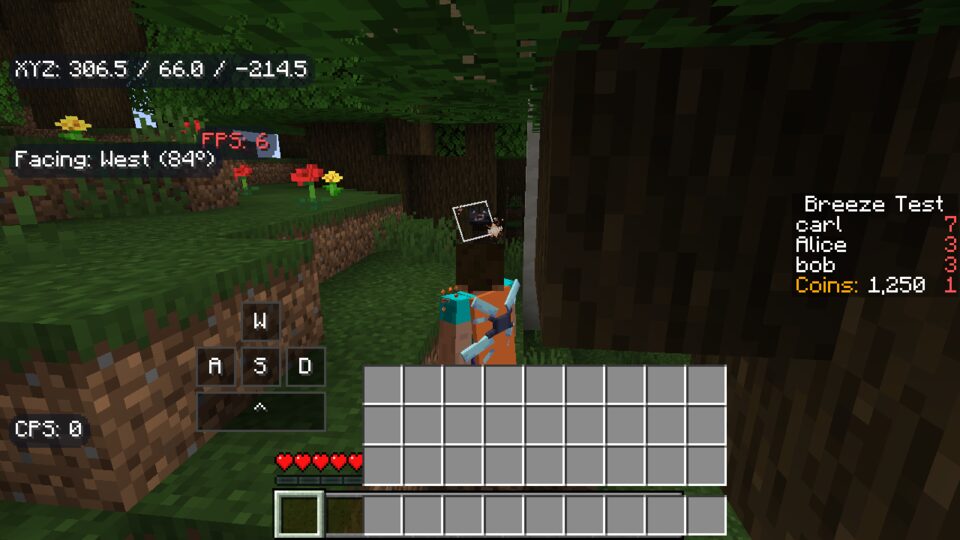 XYZ: 306.5 / 66.0 / -214.5
FPS: 6
Facing: West (84°)
Breeze Test
carl 7
Alice 3
bob 3
Coins: 1,250 1
W
A S D
^
CPS: 0